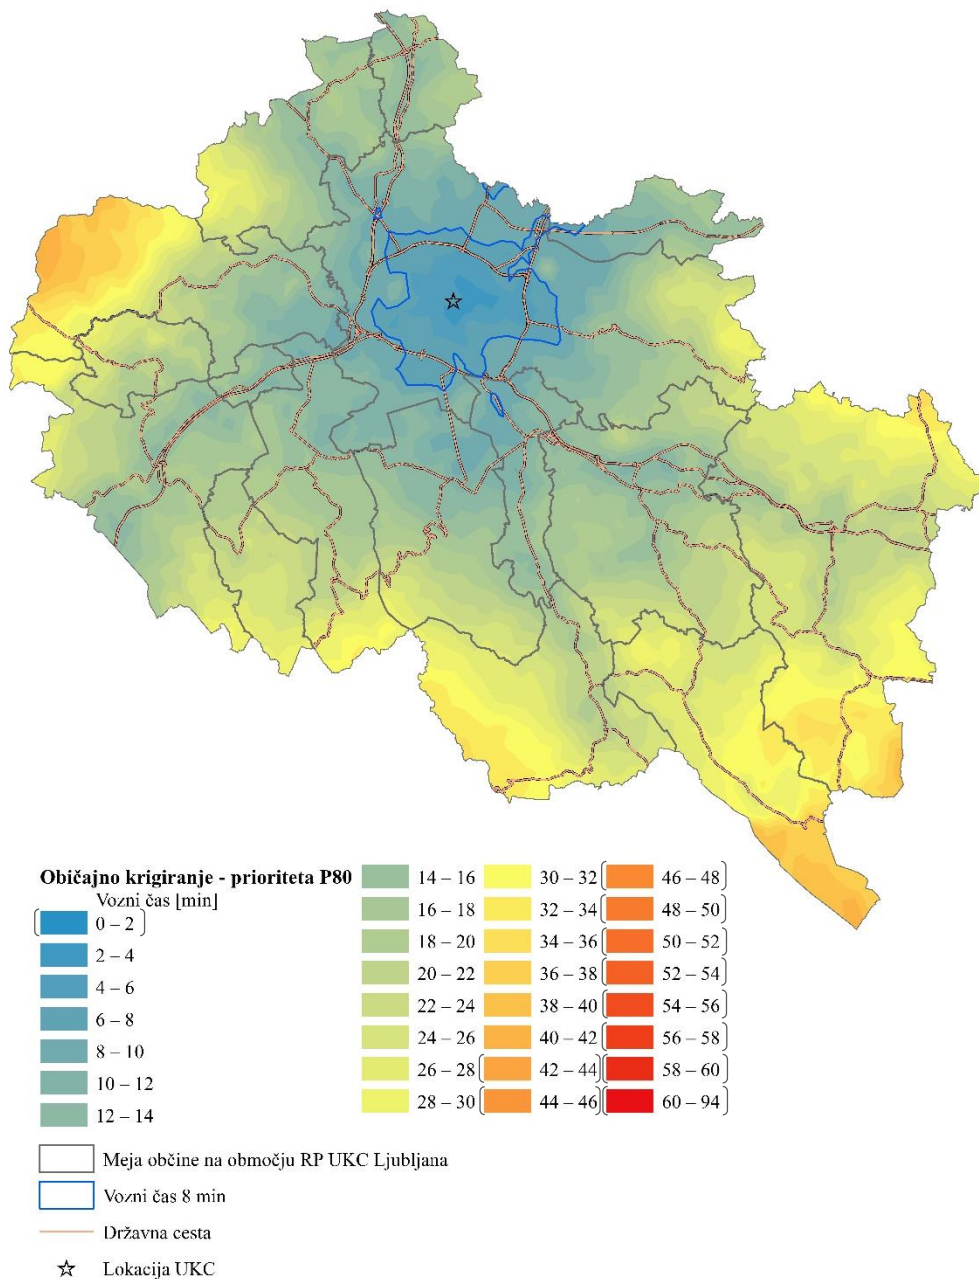 Običajno krigiranje - prioriteta P80
Vozni čas [min]
0 – 2
2 – 4
4 – 6
6 – 8
8 – 10
10 – 12
12 – 14
14 – 16
16 – 18
18 – 20
20 – 22
22 – 24
24 – 26
26 – 28
28 – 30
30 – 32
32 – 34
34 – 36
36 – 38
38 – 40
40 – 42
42 – 44
44 – 46
46 – 48
48 – 50
50 – 52
52 – 54
54 – 56
56 – 58
58 – 60
60 – 94
Meja občine na območju RP UKC Ljubljana
Vozni čas 8 min
Državna cesta
Lokacija UKC